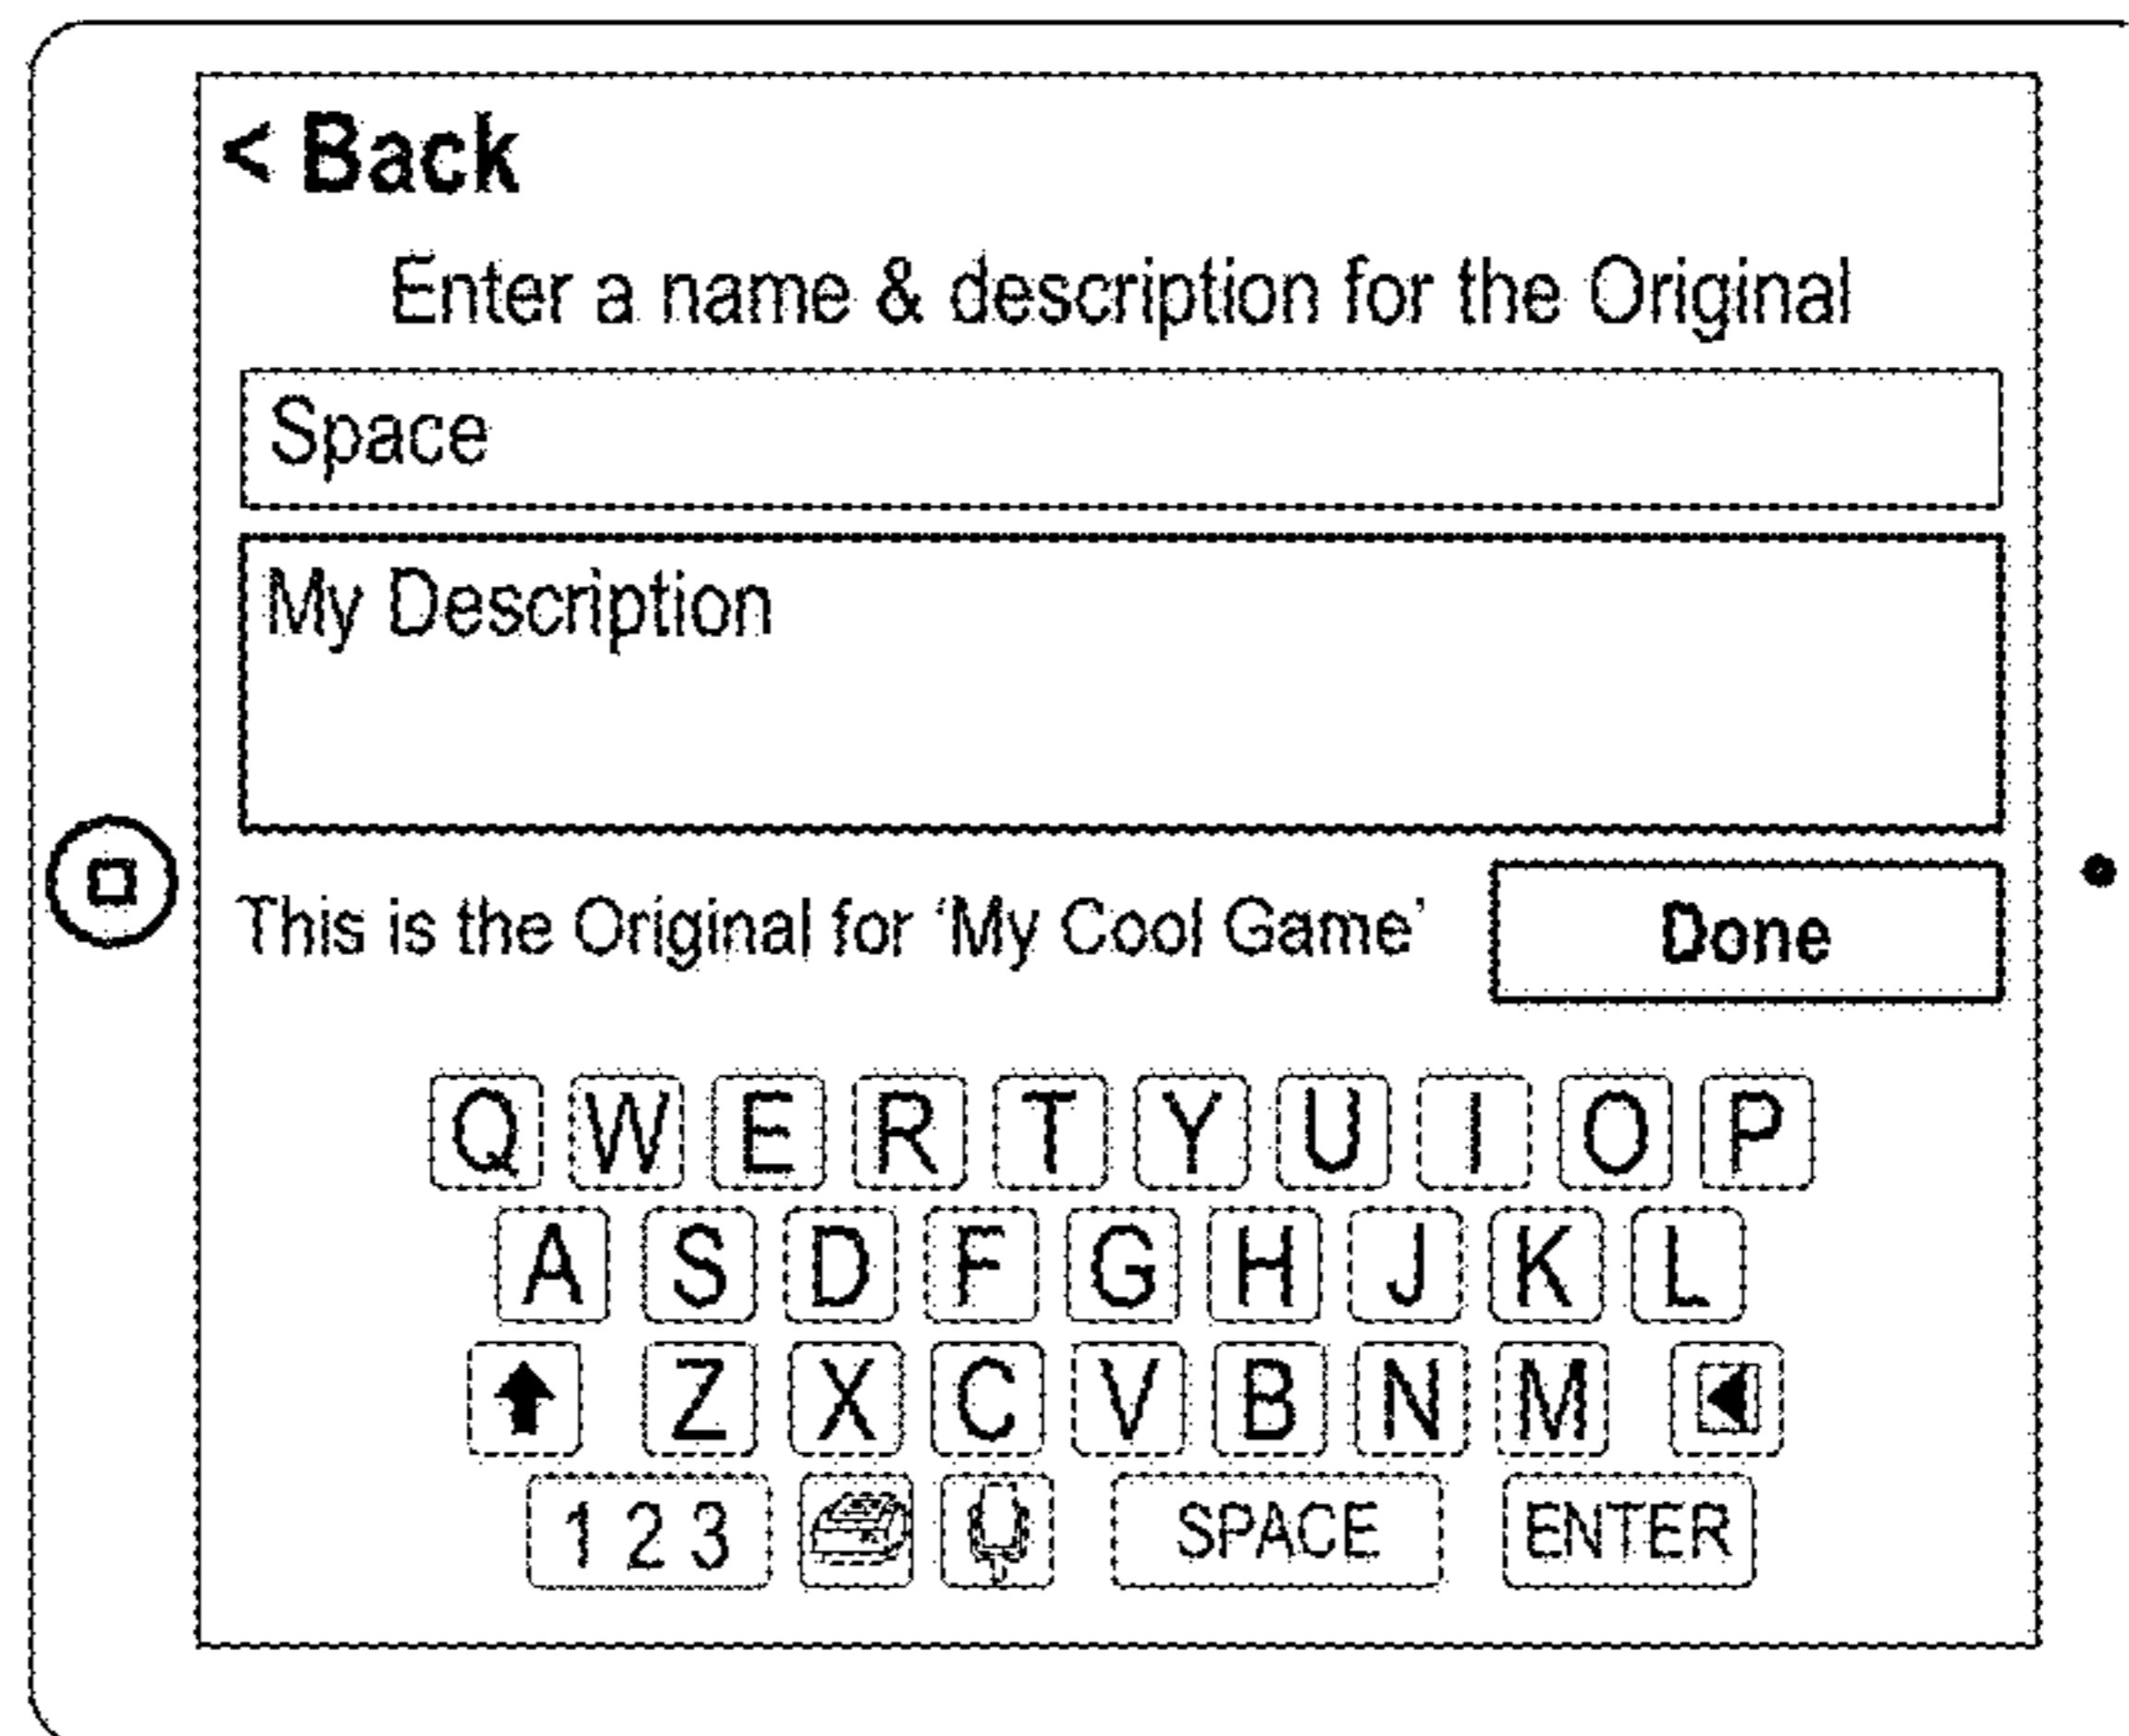 < Back
Enter a name & description for the Original
Space
My Description
This is the Original for ‘My Cool Game’ Done
Q W E R T Y U I O P
A S D F G H J K L
Z X C V B N M
1 2 3 SPACE ENTER